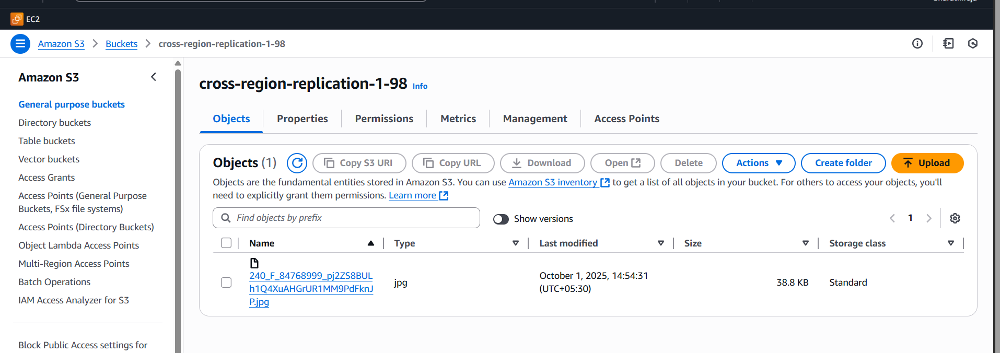 EC2
Amazon S3 > Buckets > cross-region-replication-1-98
Amazon S3
General purpose buckets
Directory buckets
Table buckets
Vector buckets
Access Grants
Access Points (General Purpose
Buckets, FSx file systems)
Access Points (Directory Buckets)
Object Lambda Access Points
Multi-Region Access Points
Batch Operations
IAM Access Analyzer for S3
Block Public Access settings for
cross-region-replication-1-98 Info
Objects Properties Permissions Metrics Management Access Points
Objects (1) Copy S3 URI Copy URL Download Open Delete Actions Create folder Upload
Objects are the fundamental entities stored in Amazon S3. You can use Amazon S3 inventory to get a list of all objects in your bucket. For others to access your objects, you'll
need to explicitly grant them permissions. Learn more
Find objects by prefix Show versions 1
Name Type Last modified Size Storage class
240_F_84768999_pj2ZS8BUL
h1Q4XuAHGrUR1MM9PdFknJ
P.jpg
jpg
October 1, 2025, 14:54:31
(UTC+05:30)
38.8 KB
Standard